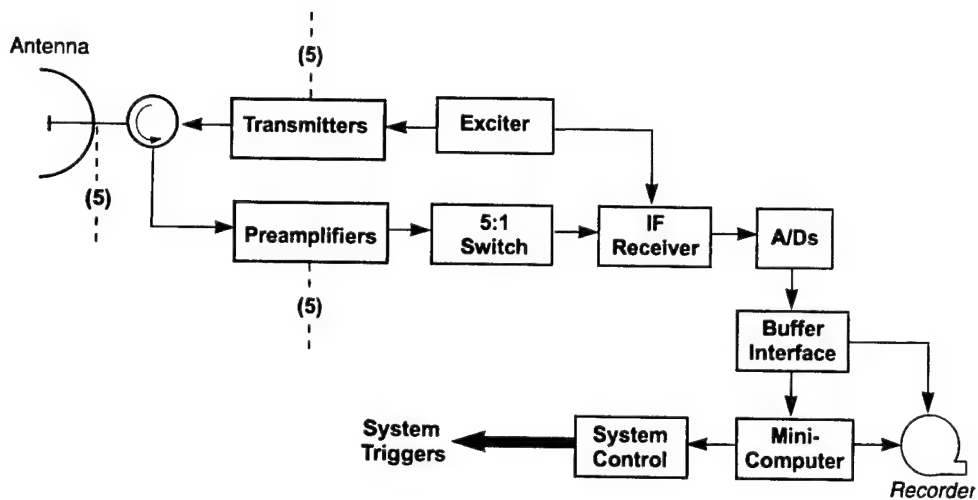 (5)
Antenna
Transmitters
Exciter
(5)
Preamplifiers
5:1
Switch
IF
Receiver
A/Ds
(5)
Buffer
Interface
System
Triggers
System
Control
Mini-
Computer
Recorder